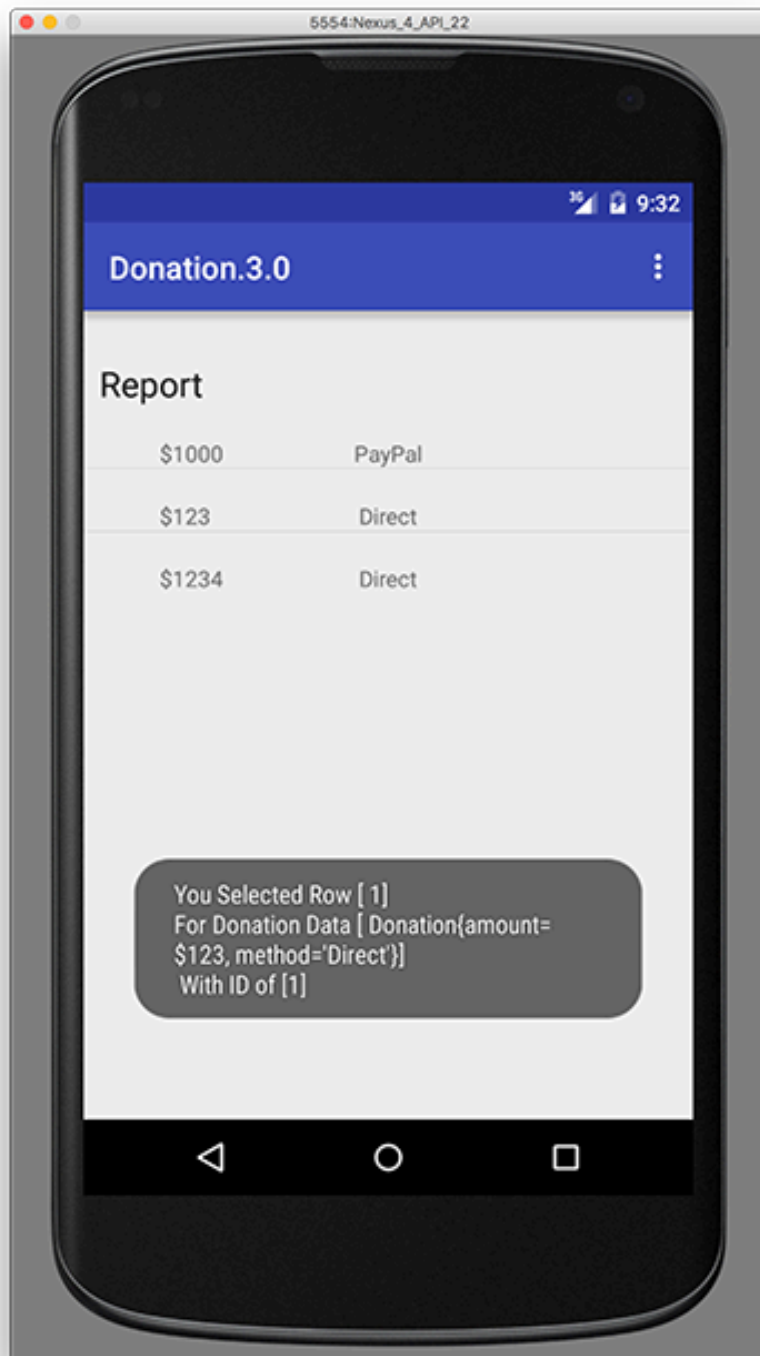 5554:Nexus_4_API_22
3G 9:32
Donation.3.0
Report
$1000 PayPal
$123 Direct
$1234 Direct
You Selected Row [ 1]
For Donation Data [ Donation{amount=
$123, method='Direct'}]
With ID of [1]